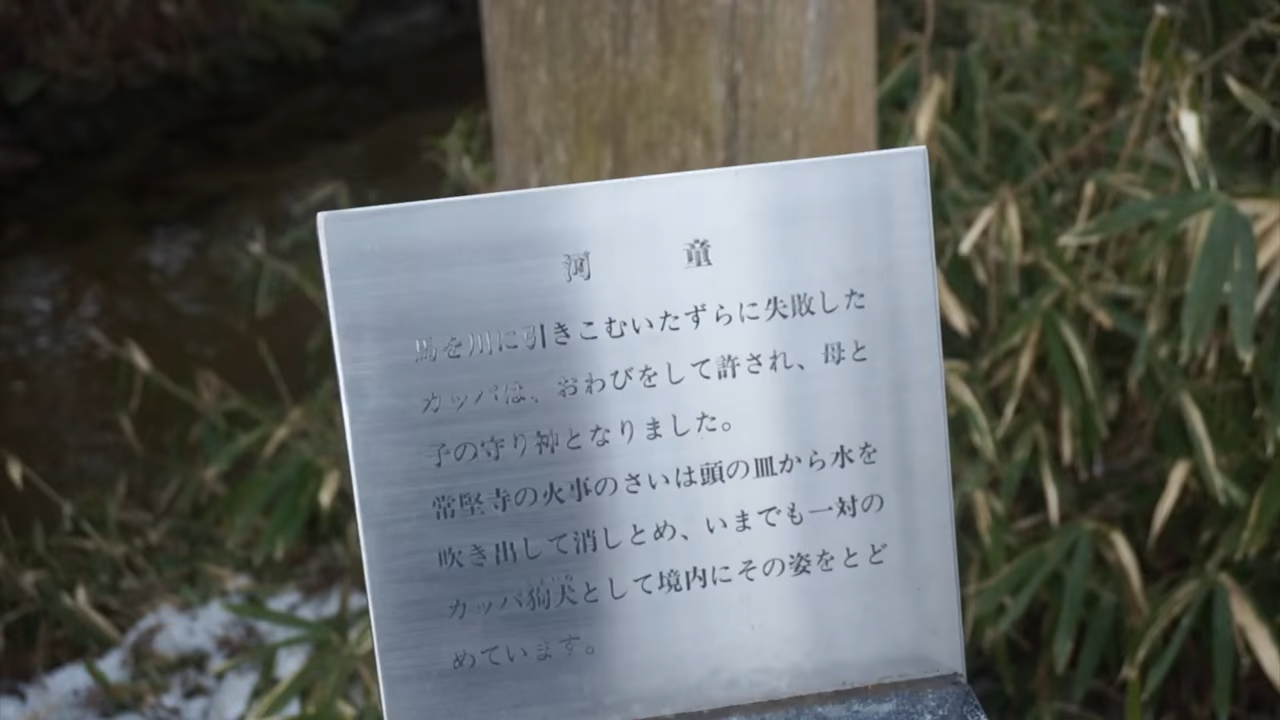 河 童
馬を川に引きこむいたずらに失敗した
カッパは、おわびをして許され、母と
子の守り神となりました。
常堅寺の火事のさいは頭の皿から水を
吹き出して消しとめ、いまでも一対の
カッパ狗犬として境内にその姿をとど
めています。